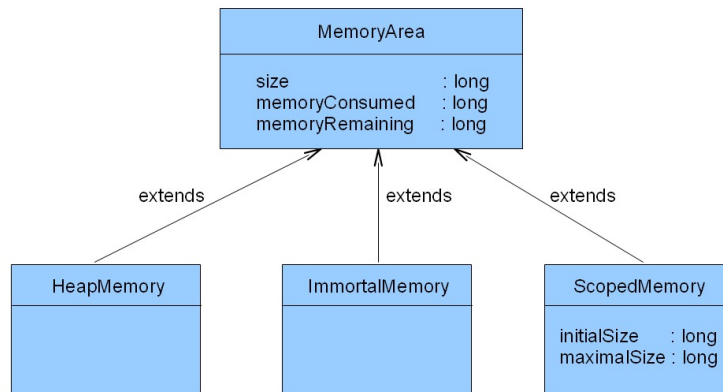 MemoryArea
size : long
memoryConsumed : long
memoryRemaining : long
extends extends extends
HeapMemory ImmortalMemory ScopedMemory
initialSize : long
maximalSize : long